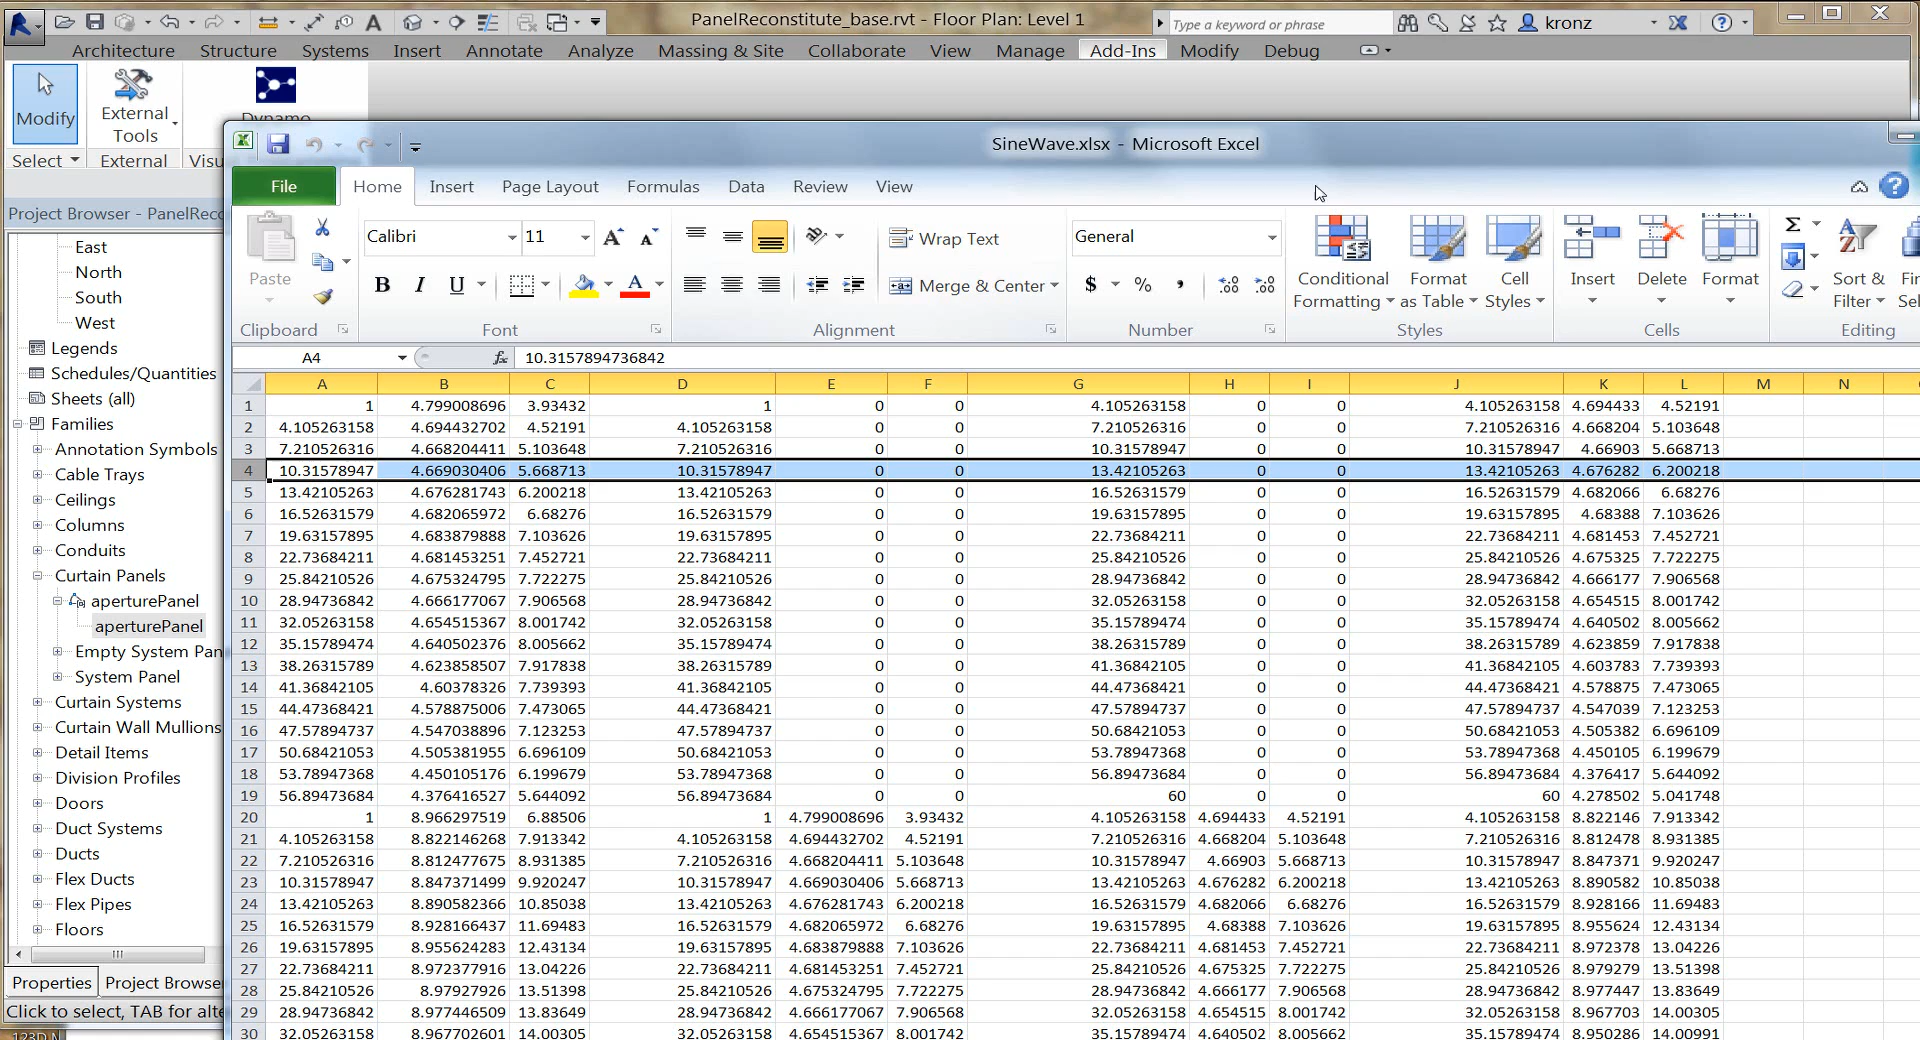 PanelReconstitute_base.rvt - Floor Plan: Level 1
Type a keyword or phrase
kronz
Architecture Structure Systems Insert Annotate Analyze Massing & Site Collaborate View Manage Add-Ins Modify Debug
Modify
External Tools
Dynamo
Select External
SineWave.xlsx - Microsoft Excel
File Home Insert Page Layout Formulas Data Review View
Paste
Calibri 11
Wrap Text
General
B I U
Merge & Center
$ % ,
Conditional Formatting
Format as Table
Cell Styles
Insert Delete Format
Sort & Filter
Clipboard Font Alignment Number Styles Cells Editing
A4 fx 10.3157894736842
Project Browser - PanelRec
East
North
South
West
Legends
Schedules/Quantities
Sheets (all)
Families
Annotation Symbols
Cable Trays
Ceilings
Columns
Conduits
Curtain Panels
aperturePanel
aperturePanel
Empty System Pan
System Panel
Curtain Systems
Curtain Wall Mullions
Detail Items
Division Profiles
Doors
Duct Systems
Ducts
Flex Ducts
Flex Pipes
Floors
Properties Project Browse
Click to select, TAB for alte
A B C D E F G H I J K L M N
1 1 4.799008696 3.93432 1 0 0 4.105263158 0 0 4.105263158 4.694433 4.52191
2 4.105263158 4.694432702 4.52191 4.105263158 0 0 7.210526316 0 0 7.210526316 4.668204 5.103648
3 7.210526316 4.668204411 5.103648 7.210526316 0 0 10.31578947 0 0 10.31578947 4.66903 5.668713
4 10.31578947 4.669030406 5.668713 10.31578947 0 0 13.42105263 0 0 13.42105263 4.676282 6.200218
5 13.42105263 4.676281743 6.200218 13.42105263 0 0 16.52631579 0 0 16.52631579 4.682066 6.68276
6 16.52631579 4.682065972 6.68276 16.52631579 0 0 19.63157895 0 0 19.63157895 4.68388 7.103626
7 19.63157895 4.683879888 7.103626 19.63157895 0 0 22.73684211 0 0 22.73684211 4.681453 7.452721
8 22.73684211 4.681453251 7.452721 22.73684211 0 0 25.84210526 0 0 25.84210526 4.675325 7.722275
9 25.84210526 4.675324795 7.722275 25.84210526 0 0 28.94736842 0 0 28.94736842 4.666177 7.906568
10 28.94736842 4.666177067 7.906568 28.94736842 0 0 32.05263158 0 0 32.05263158 4.654515 8.001742
11 32.05263158 4.654515367 8.001742 32.05263158 0 0 35.15789474 0 0 35.15789474 4.640502 8.005662
12 35.15789474 4.640502376 8.005662 35.15789474 0 0 38.26315789 0 0 38.26315789 4.623859 7.917838
13 38.26315789 4.623858507 7.917838 38.26315789 0 0 41.36842105 0 0 41.36842105 4.603783 7.739393
14 41.36842105 4.60378326 7.739393 41.36842105 0 0 44.47368421 0 0 44.47368421 4.578875 7.473065
15 44.47368421 4.578875006 7.473065 44.47368421 0 0 47.57894737 0 0 47.57894737 4.547039 7.123253
16 47.57894737 4.547038896 7.123253 47.57894737 0 0 50.68421053 0 0 50.68421053 4.505382 6.696109
17 50.68421053 4.505381955 6.696109 50.68421053 0 0 53.78947368 0 0 53.78947368 4.450105 6.199679
18 53.78947368 4.450105176 6.199679 53.78947368 0 0 56.89473684 0 0 56.89473684 4.376417 5.644092
19 56.89473684 4.376416527 5.644092 56.89473684 0 0 60 0 0 60 4.278502 5.041748
20 1 8.966297519 6.88506 1 4.799008696 3.93432 4.105263158 4.694433 4.52191 4.105263158 8.822146 7.913342
21 4.105263158 8.822146268 7.913342 4.105263158 4.694432702 4.52191 7.210526316 4.668204 5.103648 7.210526316 8.812478 8.931385
22 7.210526316 8.812477675 8.931385 7.210526316 4.668204411 5.103648 10.31578947 4.66903 5.668713 10.31578947 8.847371 9.920247
23 10.31578947 8.847371499 9.920247 10.31578947 4.669030406 5.668713 13.42105263 4.676282 6.200218 13.42105263 8.890582 10.85038
24 13.42105263 8.890582366 10.85038 13.42105263 4.676281743 6.200218 16.52631579 4.682066 6.68276 16.52631579 8.928166 11.69483
25 16.52631579 8.928166437 11.69483 16.52631579 4.682065972 6.68276 19.63157895 4.68388 7.103626 19.63157895 8.955624 12.43134
26 19.63157895 8.955624283 12.43134 19.63157895 4.683879888 7.103626 22.73684211 4.681453 7.452721 22.73684211 8.972378 13.04226
27 22.73684211 8.972377916 13.04226 22.73684211 4.681453251 7.452721 25.84210526 4.675325 7.722275 25.84210526 8.979279 13.51398
28 25.84210526 8.97927926 13.51398 25.84210526 4.675324795 7.722275 28.94736842 4.666177 7.906568 28.94736842 8.977447 13.83649
29 28.94736842 8.977446509 13.83649 28.94736842 4.666177067 7.906568 32.05263158 4.654515 8.001742 32.05263158 8.967703 14.00305
30 32.05263158 8.967702601 14.00305 32.05263158 4.654515367 8.001742 35.15789474 4.640502 8.005662 35.15789474 8.950286 14.00991